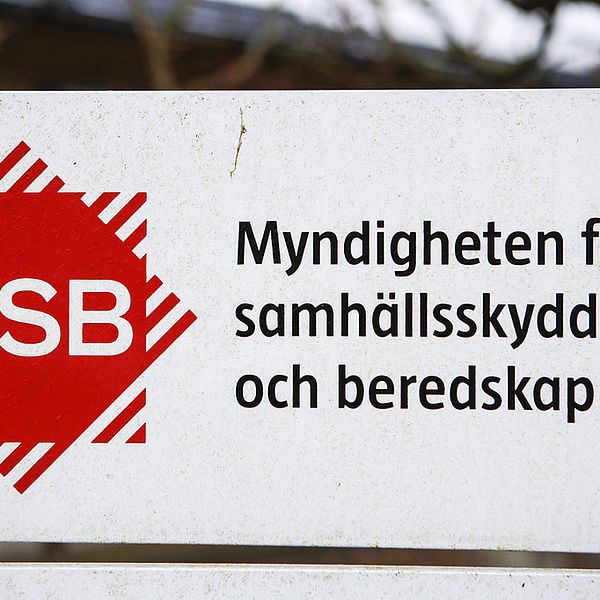 SB
Myndigheten f
samhällsskydd
och beredskap